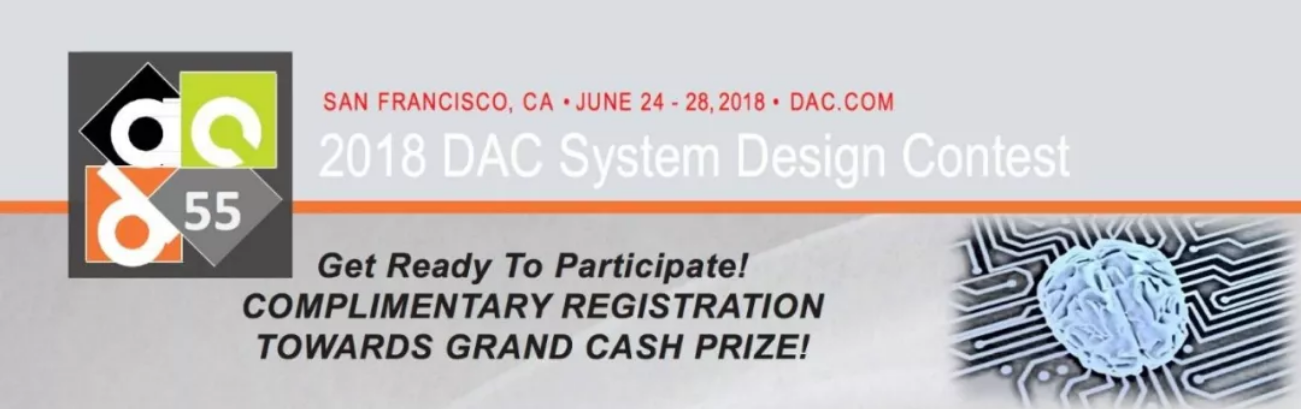 SAN FRANCISCO, CA • JUNE 24 - 28, 2018 • DAC.COM
2018 DAC System Design Contest
dac
55
Get Ready To Participate!
COMPLIMENTARY REGISTRATION
TOWARDS GRAND CASH PRIZE!